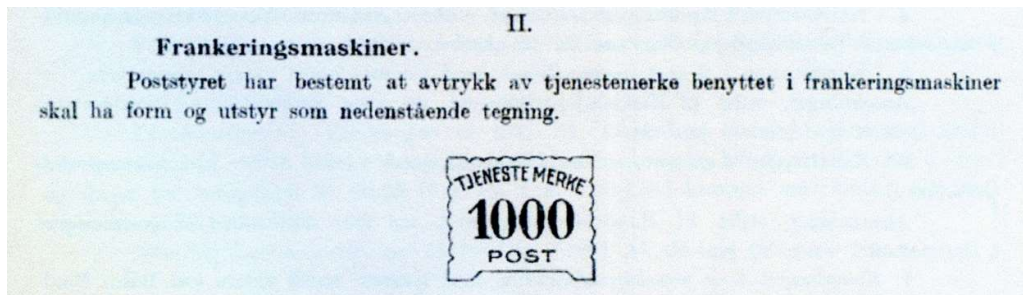 II.
Frankeringsmaskiner.
Poststyret har bestemt at avtrykk av tjenestemerke benyttet i frankeringsmaskiner
skal ha form og utstyr som nedenstående tegning.
TJENESTE MERKE
1000
POST